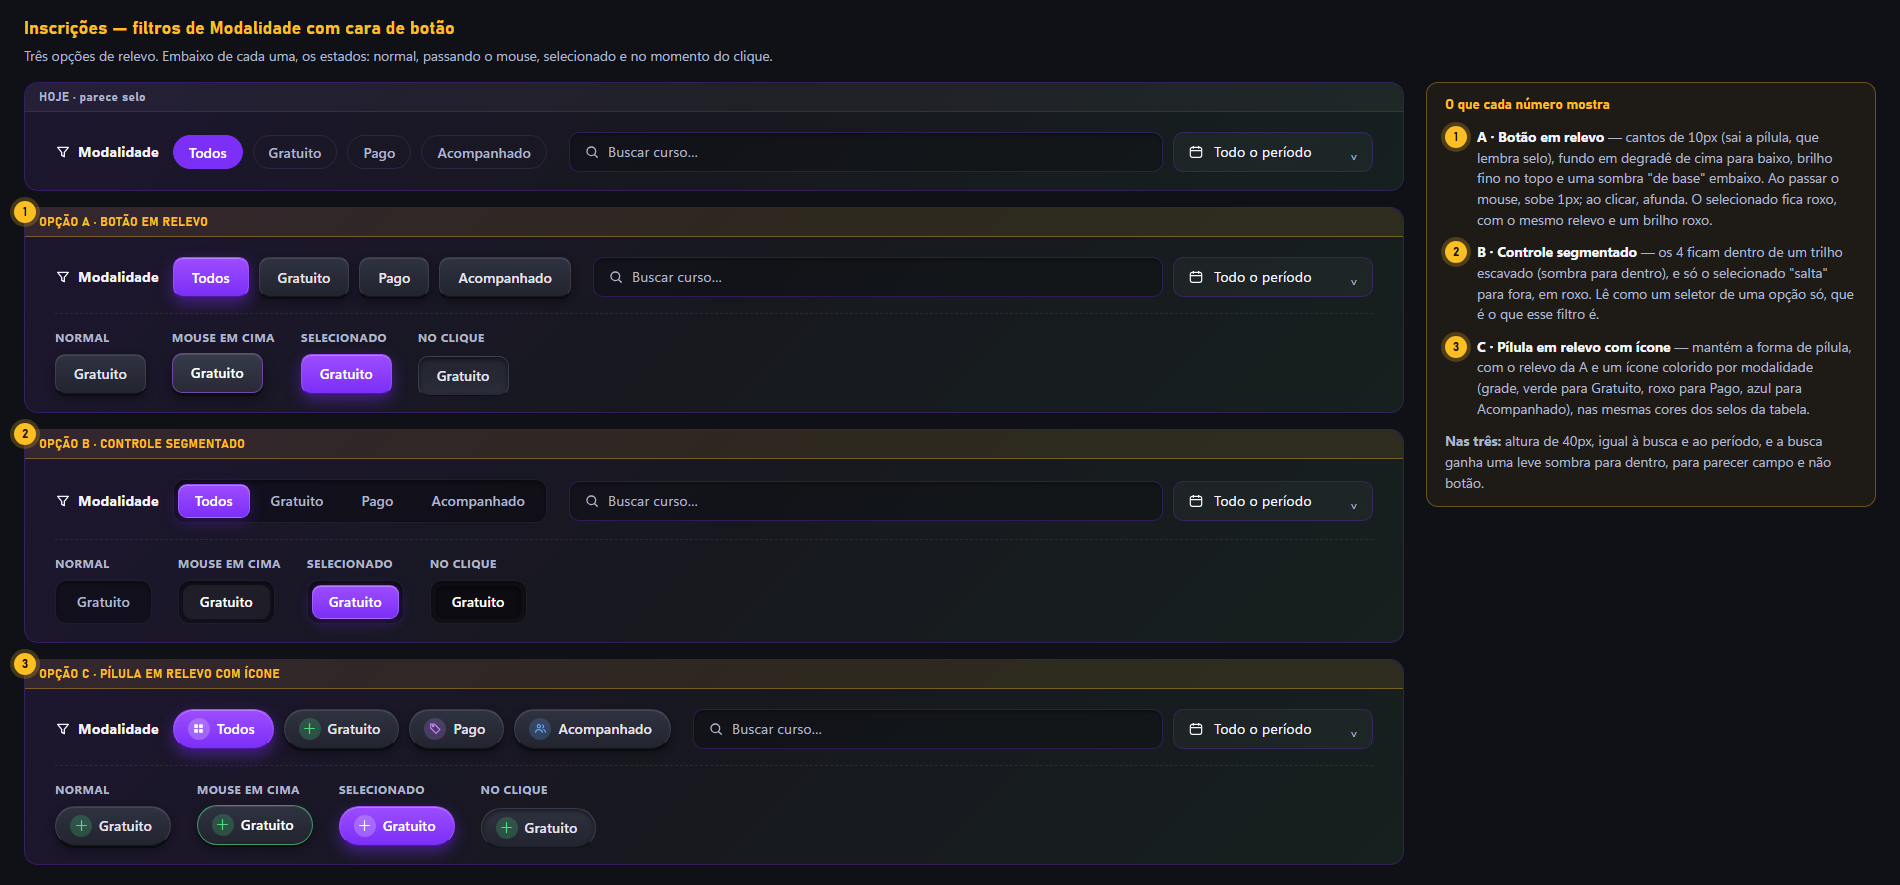 Inscrições — filtros de Modalidade com cara de botão
Três opções de relevo. Embaixo de cada uma, os estados: normal, passando o mouse, selecionado e no momento do clique.
HOJE · parece selo
Modalidade Todos Gratuito Pago Acompanhado Buscar curso... Todo o período
1
OPÇÃO A · BOTÃO EM RELEVO
Modalidade Todos Gratuito Pago Acompanhado Buscar curso... Todo o período
NORMAL MOUSE EM CIMA SELECIONADO NO CLIQUE
Gratuito Gratuito Gratuito Gratuito
2
OPÇÃO B · CONTROLE SEGMENTADO
Modalidade Todos Gratuito Pago Acompanhado Buscar curso... Todo o período
NORMAL MOUSE EM CIMA SELECIONADO NO CLIQUE
Gratuito Gratuito Gratuito Gratuito
3
OPÇÃO C · PÍLULA EM RELEVO COM ÍCONE
Modalidade Todos Gratuito Pago Acompanhado Buscar curso... Todo o período
NORMAL MOUSE EM CIMA SELECIONADO NO CLIQUE
Gratuito Gratuito Gratuito Gratuito
O que cada número mostra
1 A · Botão em relevo — cantos de 10px (sai a pílula, que
lembra selo), fundo em degradê de cima para baixo, brilho
fino no topo e uma sombra "de base" embaixo. Ao passar o
mouse, sobe 1px; ao clicar, afunda. O selecionado fica roxo,
com o mesmo relevo e um brilho roxo.
2 B · Controle segmentado — os 4 ficam dentro de um trilho
escavado (sombra para dentro), e só o selecionado "salta"
para fora, em roxo. Lê como um seletor de uma opção só, que
é o que esse filtro é.
3 C · Pílula em relevo com ícone — mantém a forma de pílula,
com o relevo da A e um ícone colorido por modalidade
(grade, verde para Gratuito, roxo para Pago, azul para
Acompanhado), nas mesmas cores dos selos da tabela.
Nas três: altura de 40px, igual à busca e ao período, e a busca
ganha uma leve sombra para dentro, para parecer campo e não
botão.